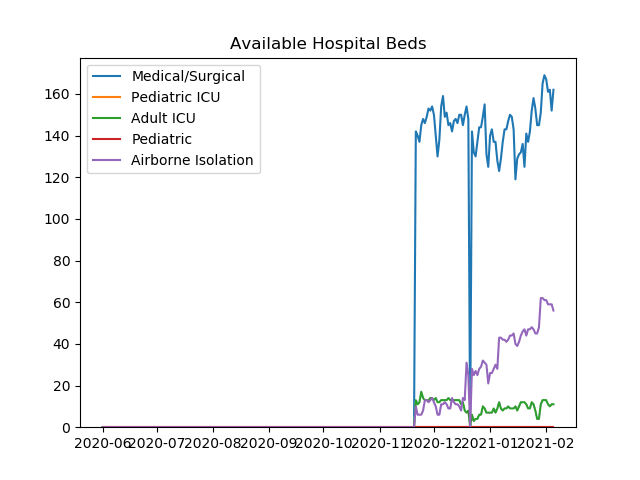 Available Hospital Beds
Medical/Surgical
Pediatric ICU
Adult ICU
Pediatric
Airborne Isolation
160
140
120
100
80
60
40
20
0
2020-06 2020-07 2020-08 2020-09 2020-10 2020-11 2020-12 2021-01 2021-02